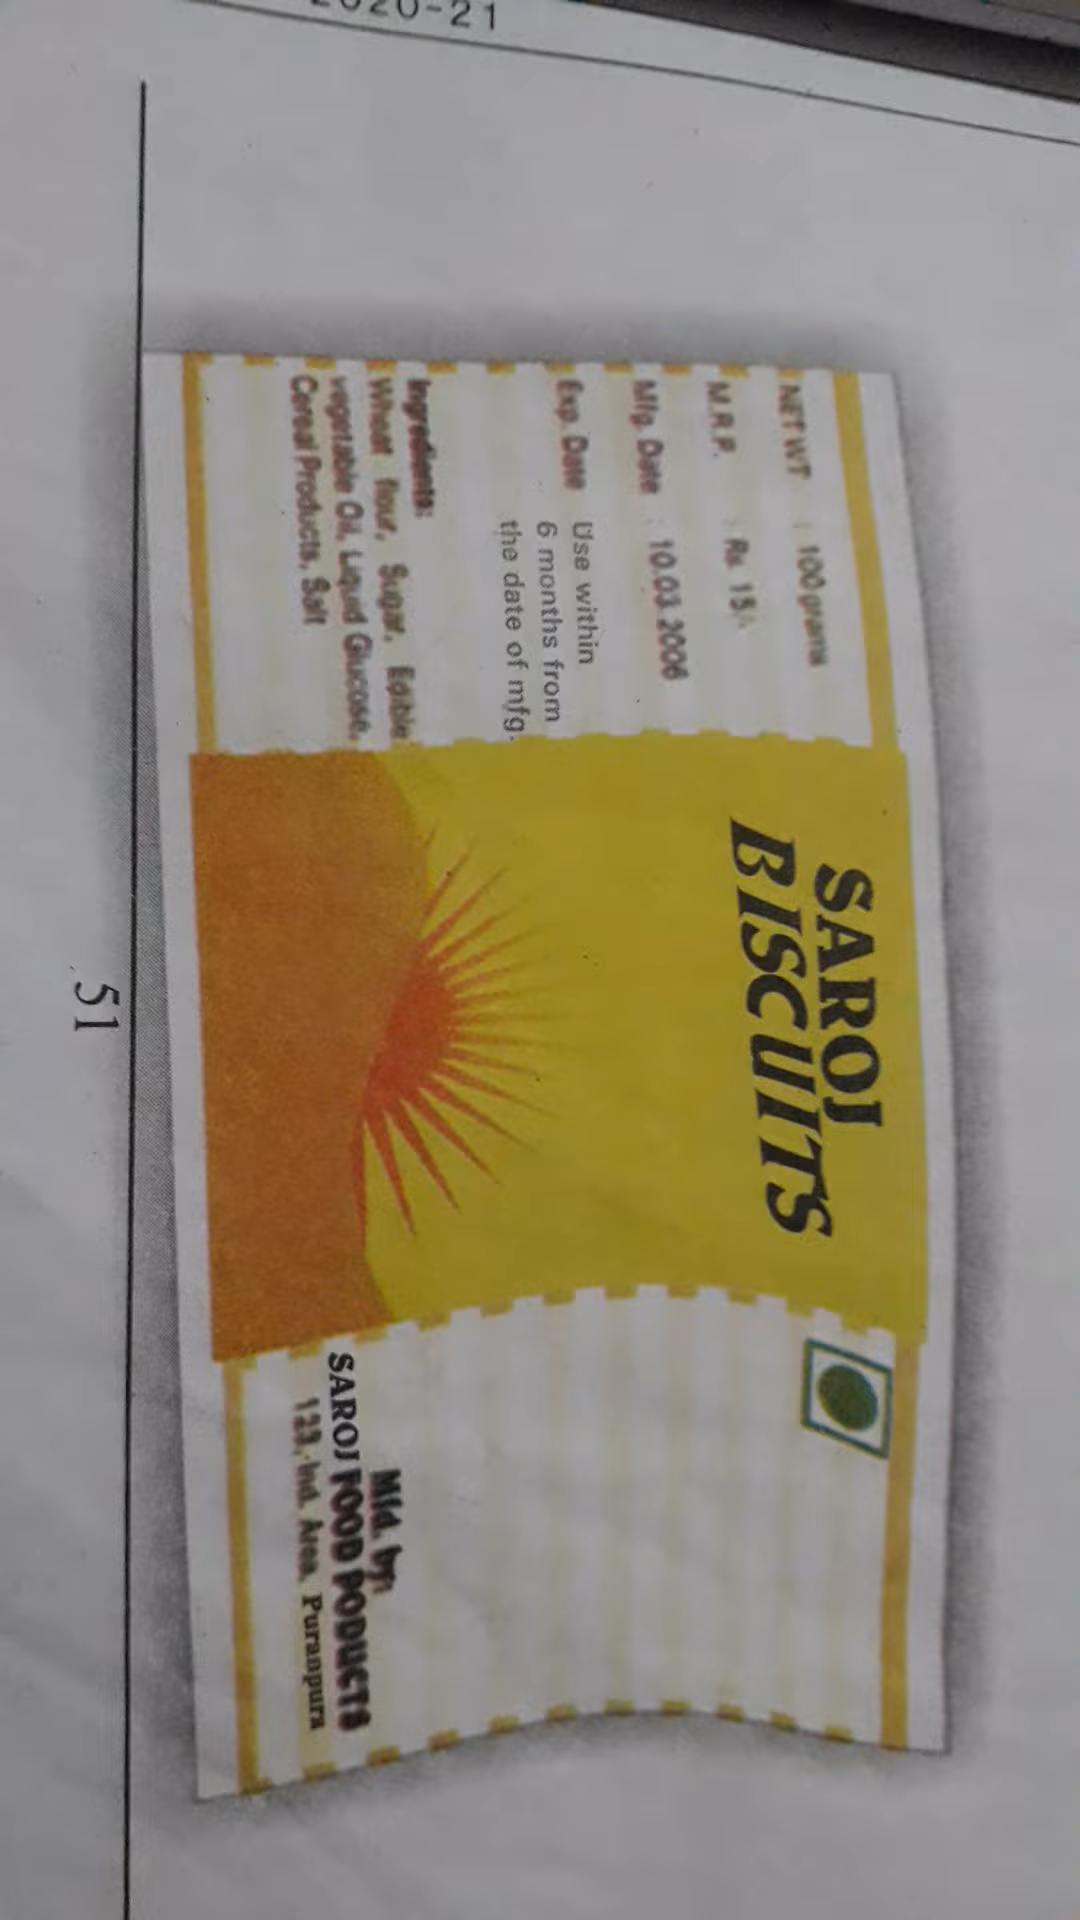 2020-21
NET WT : 100 grams
M.R.P. : Rs. 15/-
Mfg. Date : 10.03.2006
Exp. Date Use within
6 months from
the date of mfg.
Ingredients:
Wheat flour, Sugar, Edible
vegetable Oil, Liquid Glucose,
Cereal Products, Salt
SAROJ
BISCUITS
Mfd. by:
SAROJ FOOD PODUCTS
123, Ind. Area, Puranpura
51